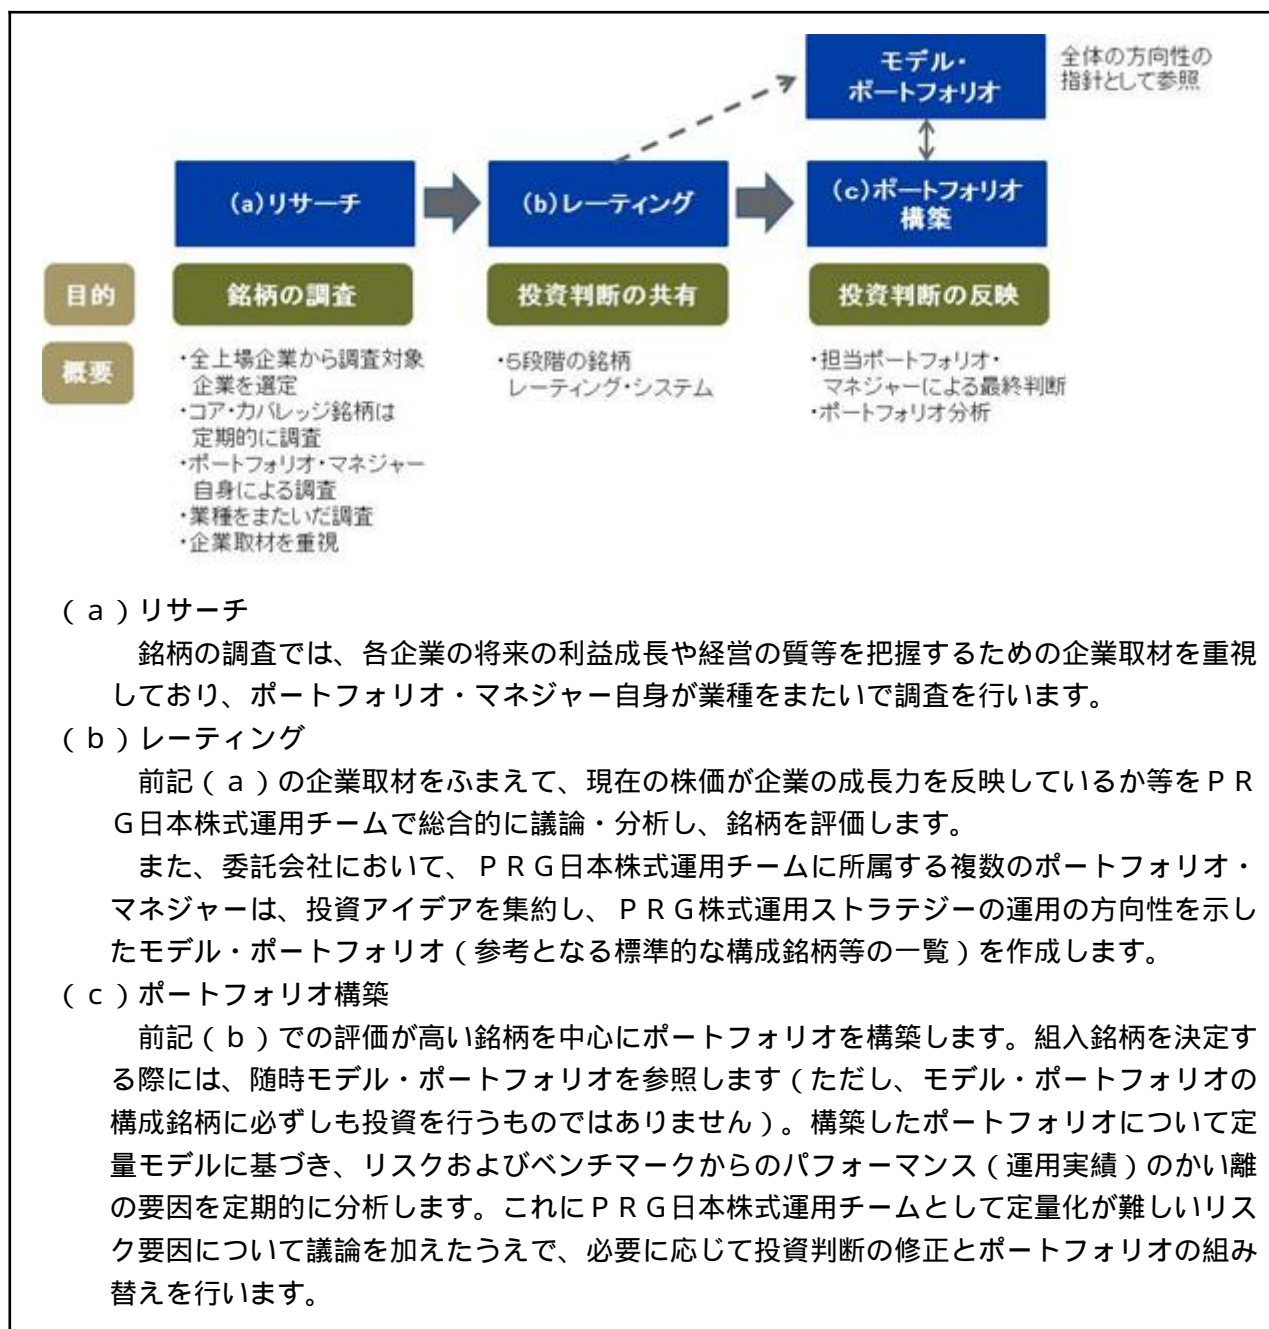 モデル・
ポートフォリオ
全体の方向性の
指針として参照
(a)リサーチ
(b)レーティング
(c)ポートフォリオ
構築
目的
銘柄の調査
投資判断の共有
投資判断の反映
概要
・全上場企業から調査対象
企業を選定
・コア・カバレッジ銘柄は
定期的に調査
・ポートフォリオ・マネジャー
自身による調査
・業種をまたいだ調査
・企業取材を重視
・5段階の銘柄
レーティング・システム
・担当ポートフォリオ・
マネジャーによる最終判断
・ポートフォリオ分析
(a)リサーチ
銘柄の調査では、各企業の将来の利益成長や経営の質等を把握するための企業取材を重視
しており、ポートフォリオ・マネジャー自身が業種をまたいで調査を行います。
(b)レーティング
前記(a)の企業取材をふまえて、現在の株価が企業の成長力を反映しているか等をPR
G日本株式運用チームで総合的に議論・分析し、銘柄を評価します。
また、委託会社において、PRG日本株式運用チームに所属する複数のポートフォリオ・
マネジャーは、投資アイデアを集約し、PRG株式運用ストラテジーの運用の方向性を示し
たモデル・ポートフォリオ(参考となる標準的な構成銘柄等の一覧)を作成します。
(c)ポートフォリオ構築
前記(b)での評価が高い銘柄を中心にポートフォリオを構築します。組入銘柄を決定す
る際には、随時モデル・ポートフォリオを参照します(ただし、モデル・ポートフォリオの
構成銘柄に必ずしも投資を行うものではありません)。構築したポートフォリオについて定
量モデルに基づき、リスクおよびベンチマークからのパフォーマンス(運用実績)のかい離
の要因を定期的に分析します。これにPRG日本株式運用チームとして定量化が難しいリス
ク要因について議論を加えたうえで、必要に応じて投資判断の修正とポートフォリオの組み
替えを行います。